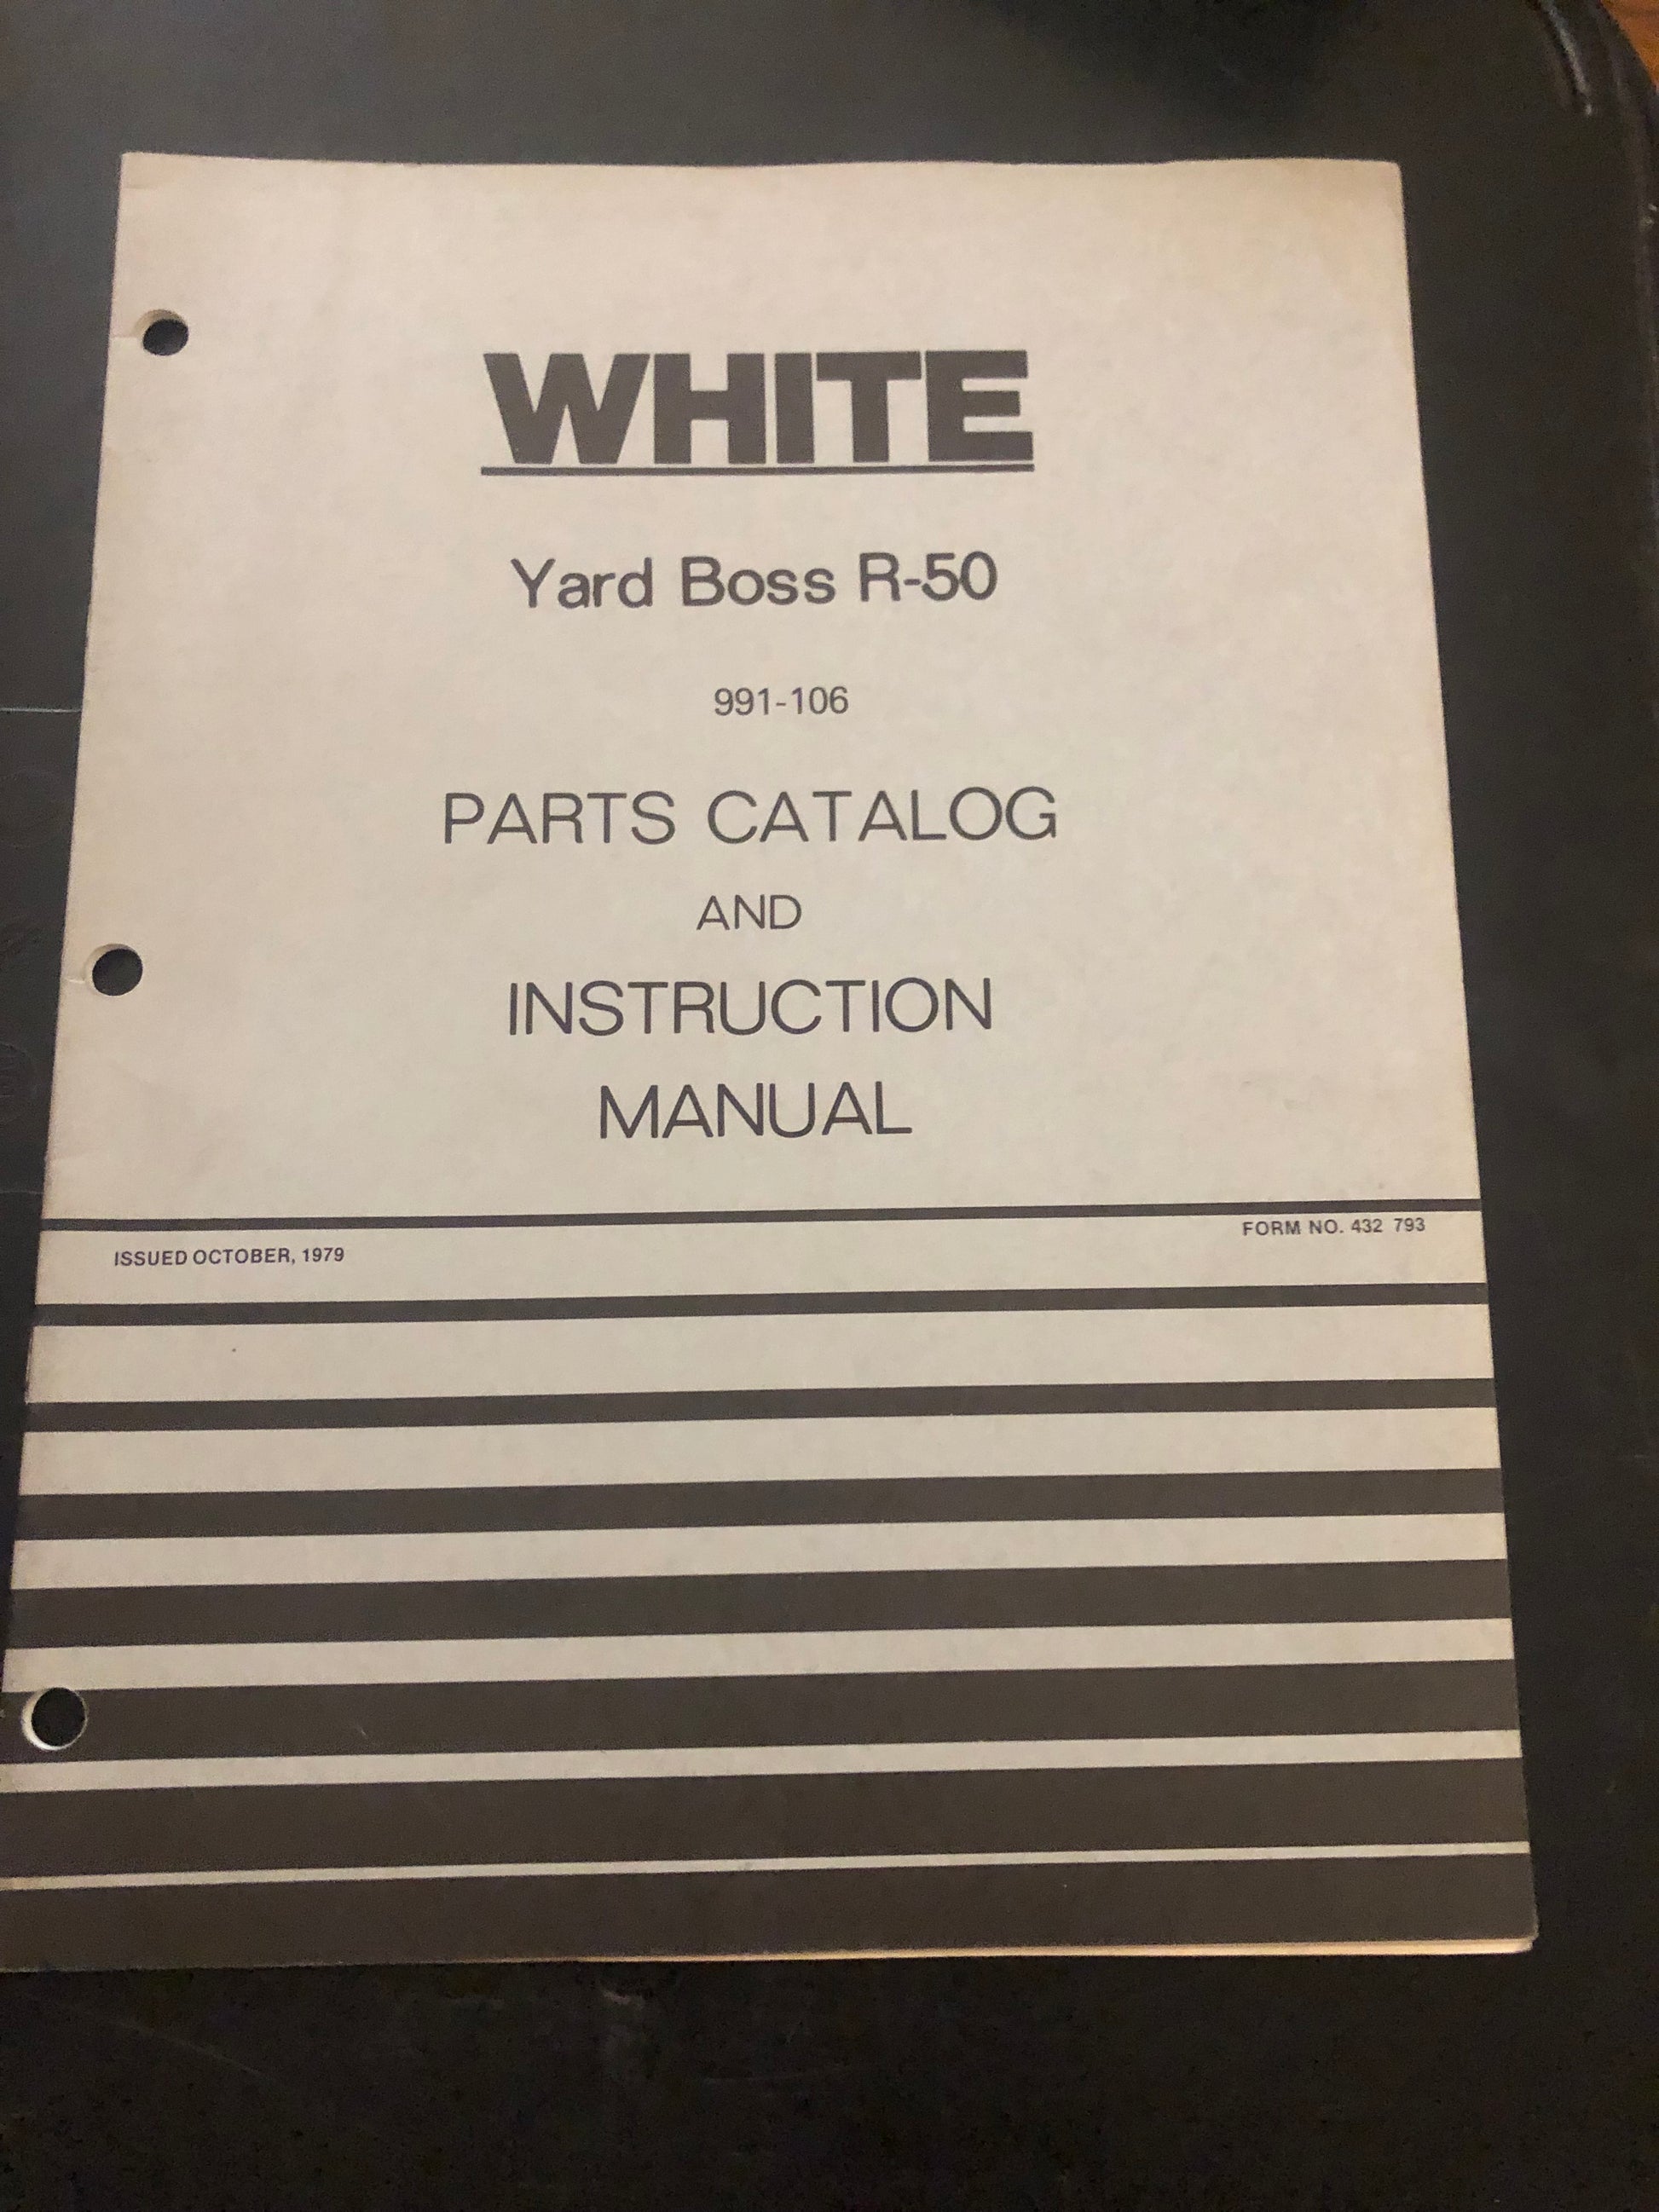 WHITE
Yard Boss R-50
991-106
PARTS CATALOG
AND
INSTRUCTION
MANUAL
FORM NO. 432 793
ISSUED OCTOBER, 1979